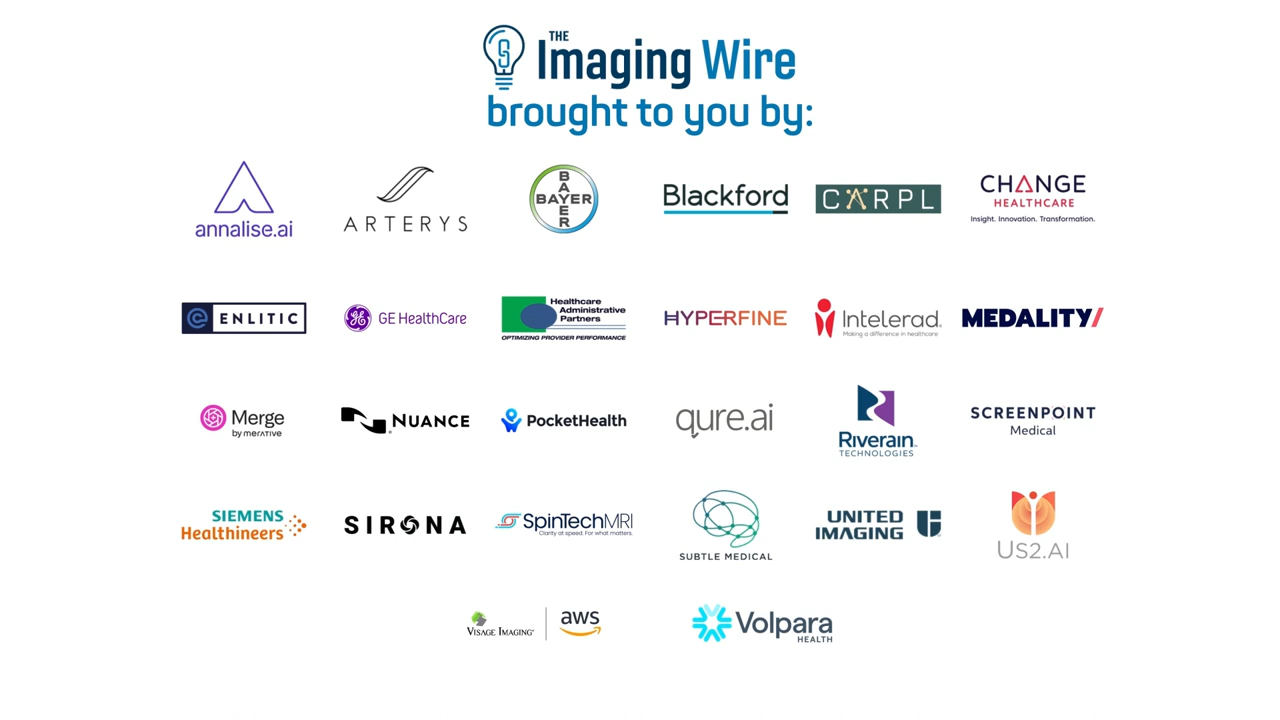 THE
Imaging Wire
brought to you by:
annalise.ai
ARTERYS
BAYER
BAYER
Blackford
CARPL
CHANGE
HEALTHCARE
Insight. Innovation. Transformation.
ENLITIC
GE HealthCare
Healthcare
Administrative
Partners
OPTIMIZING PROVIDER PERFORMANCE
HYPERFINE
Intelerad.
Making a difference in healthcare
MEDALITY/
Merge
by MERATIVE
NUANCE
PocketHealth
qure.ai
Riverain™
TECHNOLOGIES
SCREENPOINT
Medical
SIEMENS
Healthineers
SIRONA
SpinTechMRI
Clarity at speed. For what matters.
SUBTLE MEDICAL
UNITED
IMAGING
US2.AI
VISAGE IMAGING®
aws
Volpara
HEALTH